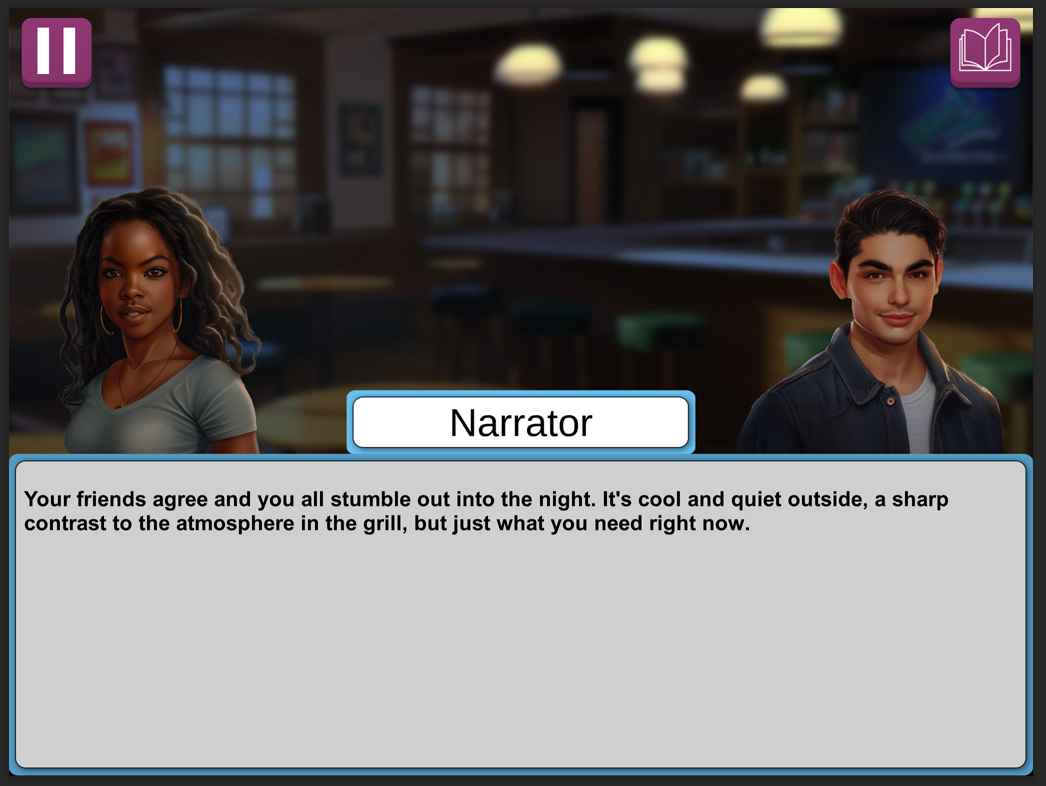 Narrator
Your friends agree and you all stumble out into the night. It's cool and quiet outside, a sharp
contrast to the atmosphere in the grill, but just what you need right now.